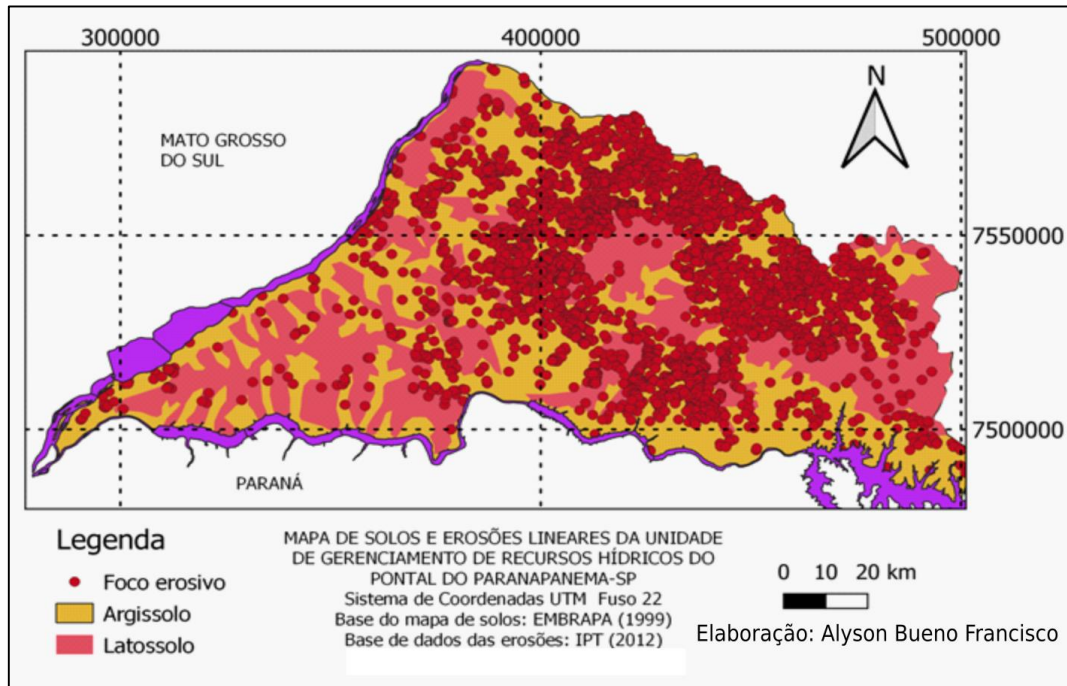 300000
400000
500000
N
MATO GROSSO
DO SUL
7550000
7500000
PARANÁ
Legenda
Foco erosivo
Argissolo
Latossolo
MAPA DE SOLOS E EROSÕES LINEARES DA UNIDADE
DE GERENCIAMENTO DE RECURSOS HÍDRICOS DO
PONTAL DO PARANAPANEMA-SP
Sistema de Coordenadas UTM Fuso 22
Base do mapa de solos: EMBRAPA (1999)
Base de dados das erosões: IPT (2012)
0 10 20 km
Elaboração: Alyson Bueno Francisco